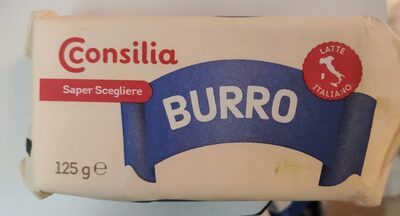 Consilia
Saper Scegliere
BURRO
LATTE
ITALIANO
125 g ℮